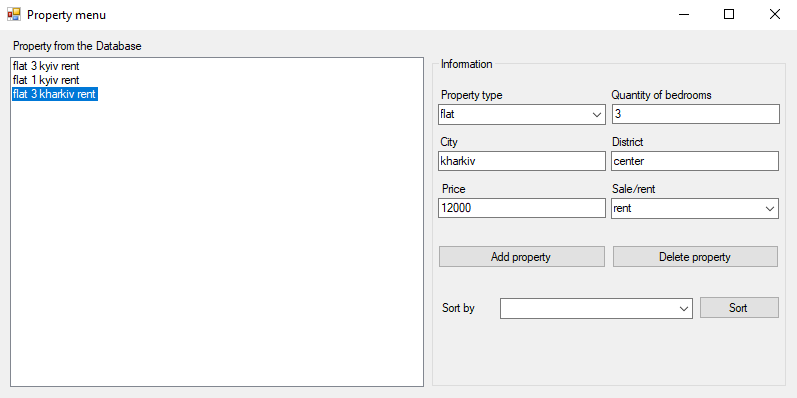 Property menu
Property from the Database
flat 3 kyiv rent
flat 1 kyiv rent
flat 3 kharkiv rent
Information
Property type Quantity of bedrooms
flat 3
City District
kharkiv center
Price Sale/rent
12000 rent
Add property Delete property
Sort by Sort